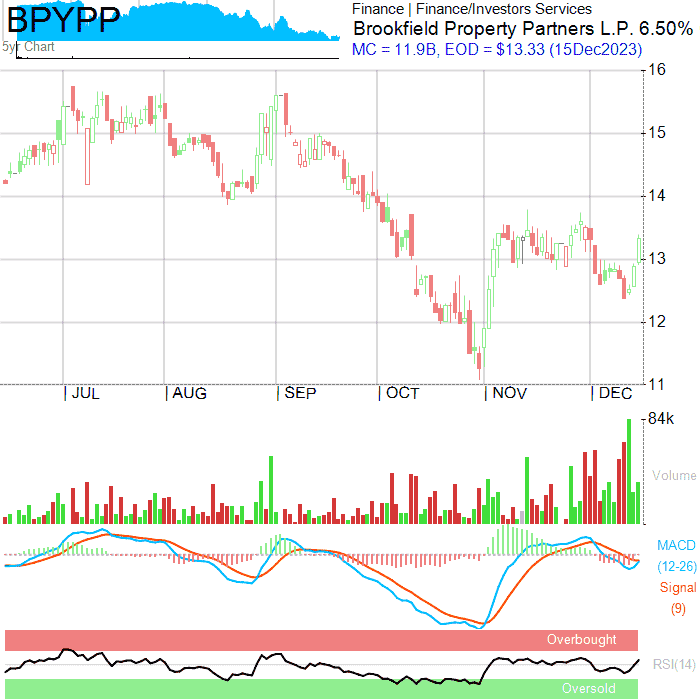 BPYPP
5yr Chart
Finance | Finance/Investors Services
Brookfield Property Partners L.P. 6.50%
MC = 11.9B, EOD = $13.33 (15Dec2023)
16
15
14
13
12
11
JUL AUG SEP OCT NOV DEC
84k
Volume
MACD
(12-26)
Signal
(9)
Overbought
RSI(14)
Oversold